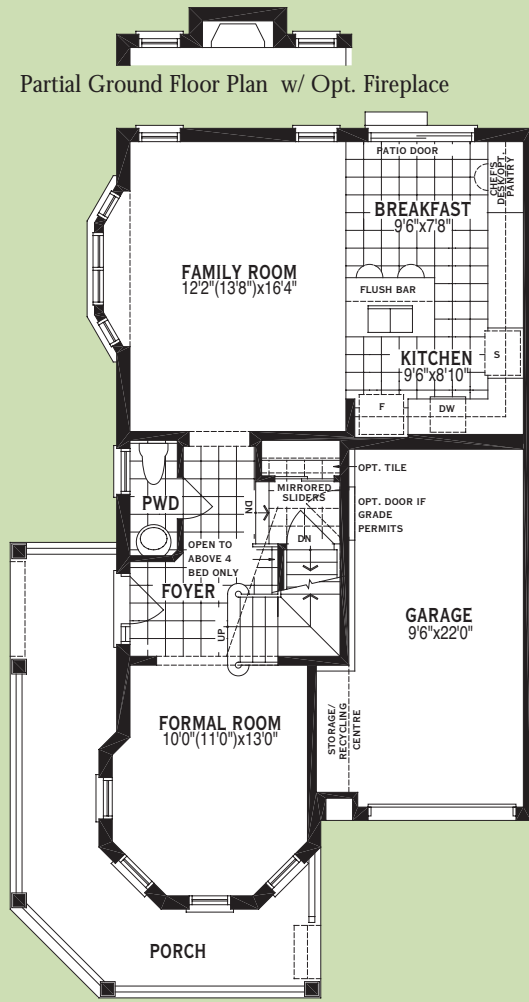 Partial Ground Floor Plan w/ Opt. Fireplace
PATIO DOOR
CHEF'S
DESK/OPT.
PANTRY
BREAKFAST
9'6"x7'8"
FAMILY ROOM
12'2"(13'8")x16'4"
FLUSH BAR
KITCHEN
9'6"x8'10"
S
F
DW
OPT. TILE
MIRRORED
SLIDERS
PWD
DN
OPT. DOOR IF
GRADE
PERMITS
DN
OPEN TO
ABOVE 4
BED ONLY
FOYER
UP
GARAGE
9'6"x22'0"
FORMAL ROOM
10'0"(11'0")x13'0"
STORAGE/
RECYCLING
CENTRE
PORCH